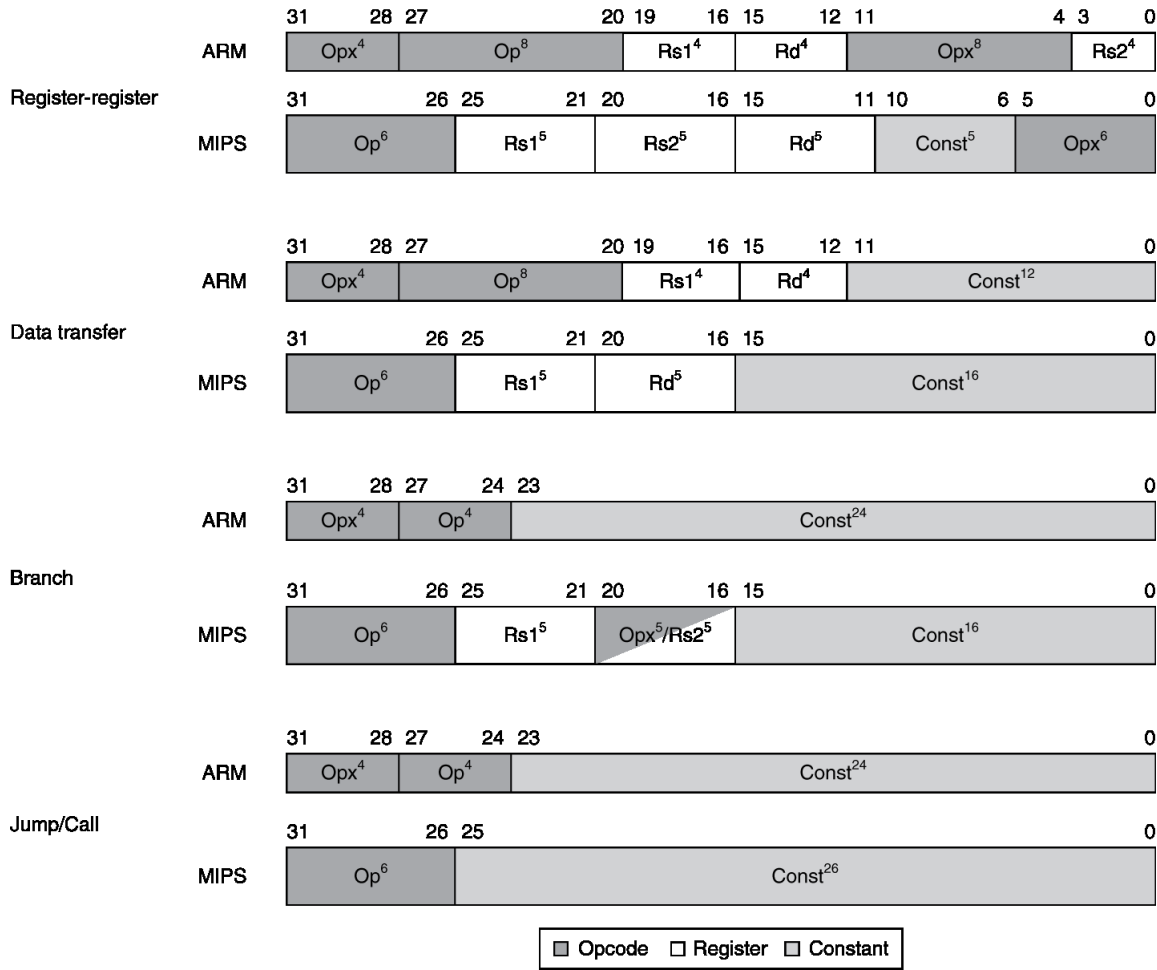 31 28 27 20 19 16 15 12 11 4 3 0
ARM Opx⁴ Op⁸ Rs1⁴ Rd⁴ Opx⁸ Rs2⁴
Register-register
31 26 25 21 20 16 15 11 10 6 5 0
MIPS Op⁶ Rs1⁵ Rs2⁵ Rd⁵ Const⁵ Opx⁶
31 28 27 20 19 16 15 12 11 0
ARM Opx⁴ Op⁸ Rs1⁴ Rd⁴ Const¹²
Data transfer
31 26 25 21 20 16 15 0
MIPS Op⁶ Rs1⁵ Rd⁵ Const¹⁶
31 28 27 24 23 0
ARM Opx⁴ Op⁴ Const²⁴
Branch
31 26 25 21 20 16 15 0
MIPS Op⁶ Rs1⁵ Opx⁵/Rs2⁵ Const¹�6
31 28 27 24 23 0
ARM Opx⁴ Op⁴ Const²⁴
Jump/Call
31 26 25 0
MIPS Op⁶ Const²⁶
Opcode Register Constant